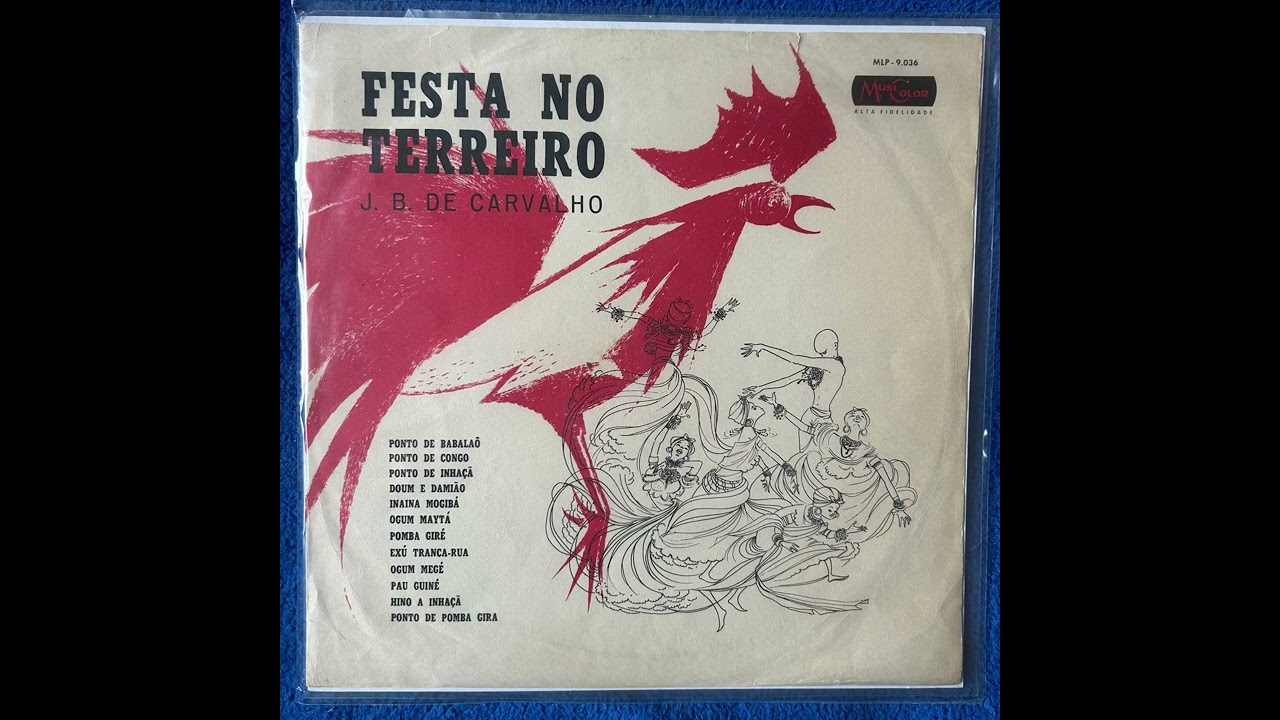 FESTA NO
TERREIRO
J. B. DE CARVALHO
MLP - 9.036
MUSICOLOR
ALTA FIDELIDADE
PONTO DE BABALAÔ
PONTO DE CONGO
PONTO DE INHAÇÃ
DOUM E DAMIÃO
INAINA MOGIBÁ
OGUM MAYTÁ
POMBA GIRÉ
EXÚ TRANCA-RUA
OGUM MEGÉ
PAU GUINÉ
HINO A INHAÇÃ
PONTO DE POMBA GIRA